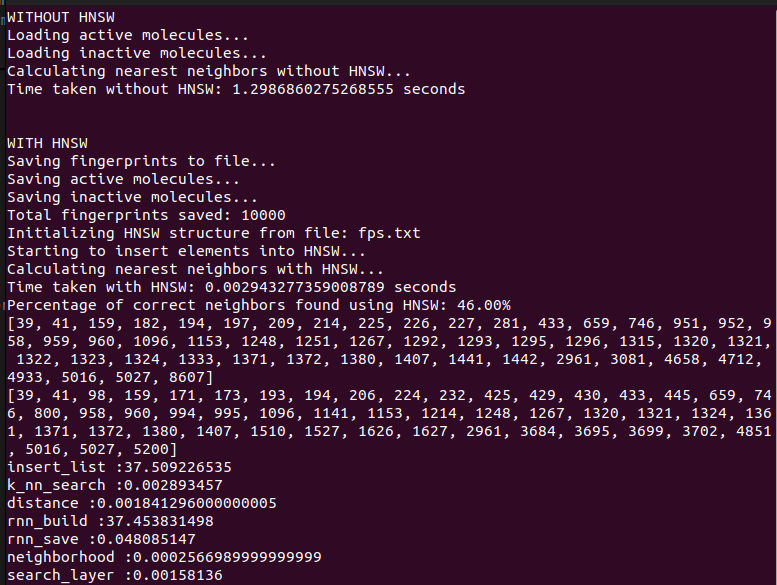 WITHOUT HNSW
Loading active molecules...
Loading inactive molecules...
Calculating nearest neighbors without HNSW...
Time taken without HNSW: 1.2986860275268555 seconds
WITH HNSW
Saving fingerprints to file...
Saving active molecules...
Saving inactive molecules...
Total fingerprints saved: 10000
Initializing HNSW structure from file: fps.txt
Starting to insert elements into HNSW...
Calculating nearest neighbors with HNSW...
Time taken with HNSW: 0.002943277359008789 seconds
Percentage of correct neighbors found using HNSW: 46.00%
[39, 41, 159, 182, 194, 197, 209, 214, 225, 226, 227, 281, 433, 659, 746, 951, 952, 9
58, 959, 960, 1096, 1153, 1248, 1251, 1267, 1292, 1293, 1295, 1296, 1315, 1320, 1321,
 1322, 1323, 1324, 1333, 1371, 1372, 1380, 1407, 1441, 1442, 2961, 3081, 4658, 4712,
4933, 5016, 5027, 8607]
[39, 41, 98, 159, 171, 173, 193, 194, 206, 224, 232, 425, 429, 430, 433, 445, 659, 74
6, 800, 958, 960, 994, 995, 1096, 1141, 1153, 1214, 1248, 1267, 1320, 1321, 1324, 136
1, 1371, 1372, 1380, 1407, 1510, 1527, 1626, 1627, 2961, 3684, 3695, 3699, 3702, 4851
, 5016, 5027, 5200]
insert_list :37.509226535
k_nn_search :0.002893457
distance :0.001841296000000005
rnn_build :37.453831498
rnn_save :0.048085147
neighborhood :0.0002566989999999999
search_layer :0.00158136